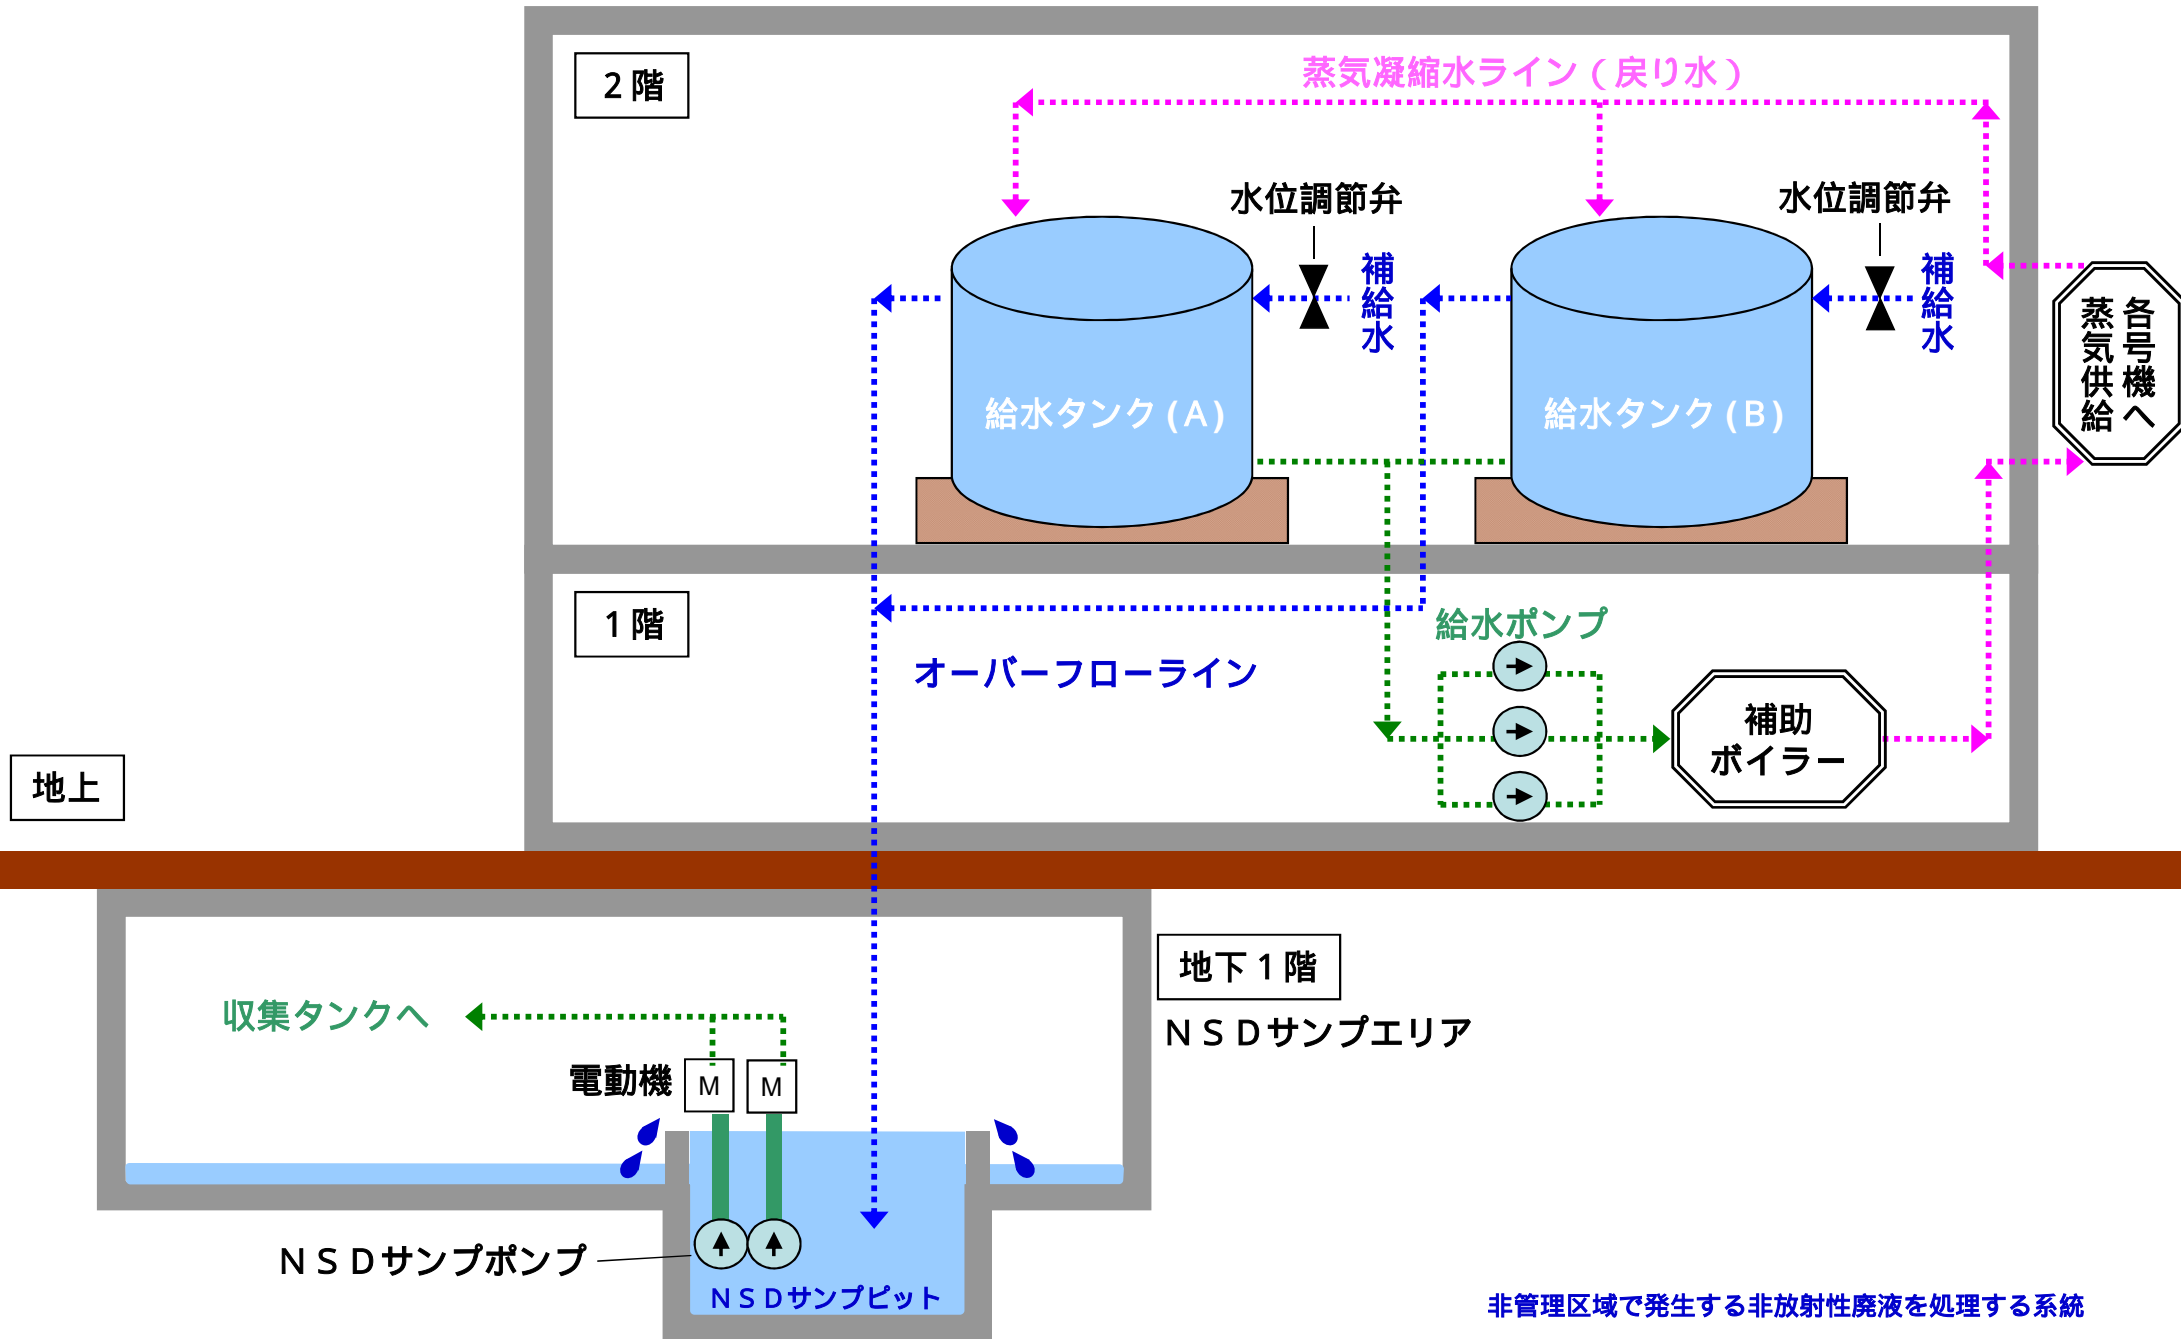 2階
蒸気凝縮水ライン(戻り水)
水位調節弁
水位調節弁
補給水
補給水
各号機へ
蒸気供給
給水タンク(A)
給水タンク(B)
1階
給水ポンプ
オーバーフローライン
補助
ボイラー
地上
地下1階
NSDサンプエリア
収集タンクへ
電動機
M
M
NSDサンプポンプ
NSDサンプピット
非管理区域で発生する非放射性廃液を処理する系統